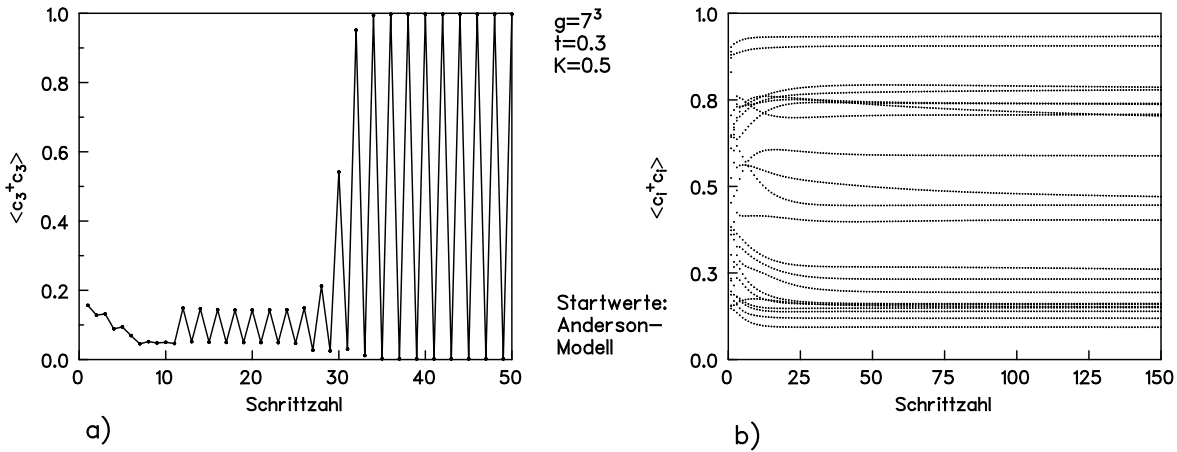 1.0
0.8
0.6
0.4
0.2
0.0
<c₃⁺c₃>
0
10
20
30
40
50
Schrittzahl
a)
g=7³
t=0.3
K=0.5
Startwerte:
Anderson–
Modell
1.0
0.8
0.5
0.3
0.0
<cᵢ⁺cᵢ>
0
25
50
75
100
125
150
Schrittzahl
b)